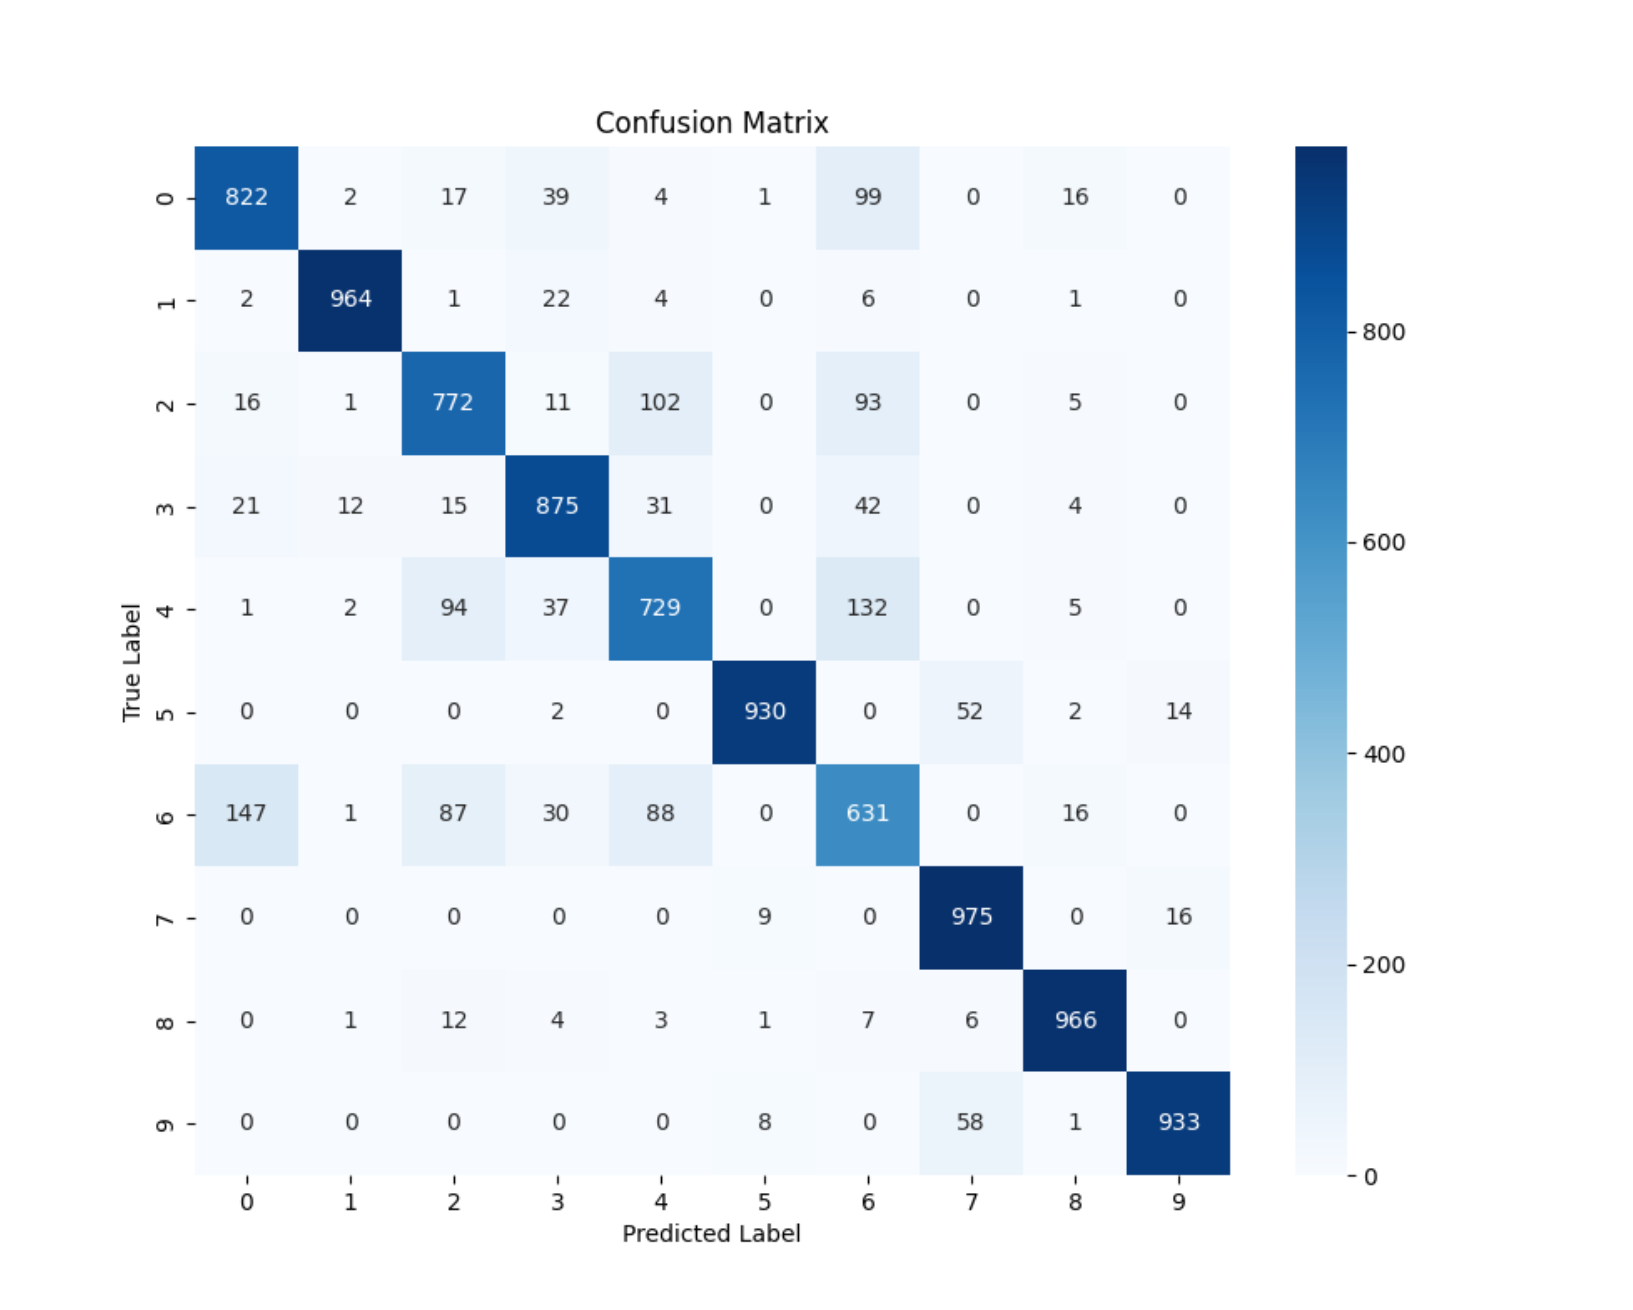 Confusion Matrix
0 822 2 17 39 4 1 99 0 16 0
1 2 964 1 22 4 0 6 0 1 0
2 16 1 772 11 102 0 93 0 5 0
3 21 12 15 875 31 0 42 0 4 0
4 1 2 94 37 729 0 132 0 5 0
5 0 0 0 2 0 930 0 52 2 14
6 147 1 87 30 88 0 631 0 16 0
7 0 0 0 0 0 9 0 975 0 16
8 0 1 12 4 3 1 7 6 966 0
9 0 0 0 0 0 8 0 58 1 933
0 1 2 3 4 5 6 7 8 9
Predicted Label
True Label
800
600
400
200
0